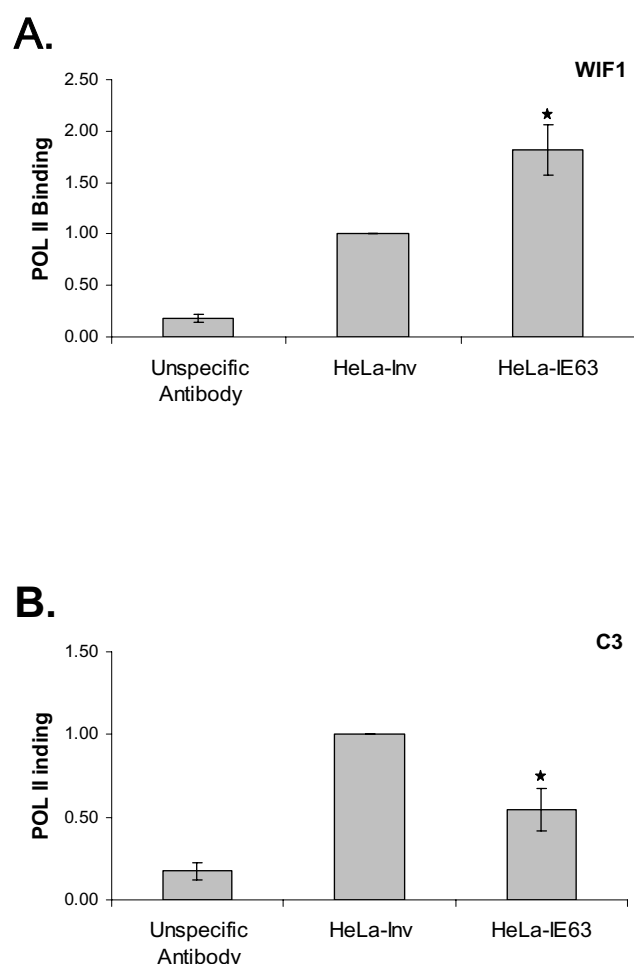 A.
WIF1
2.50
2.00
1.50
1.00
0.50
0.00
POL II Binding
★
Unspecific
Antibody
HeLa-Inv
HeLa-IE63
B.
C3
1.50
1.00
0.50
0.00
POL II inding
★
Unspecific
Antibody
HeLa-Inv
HeLa-IE63